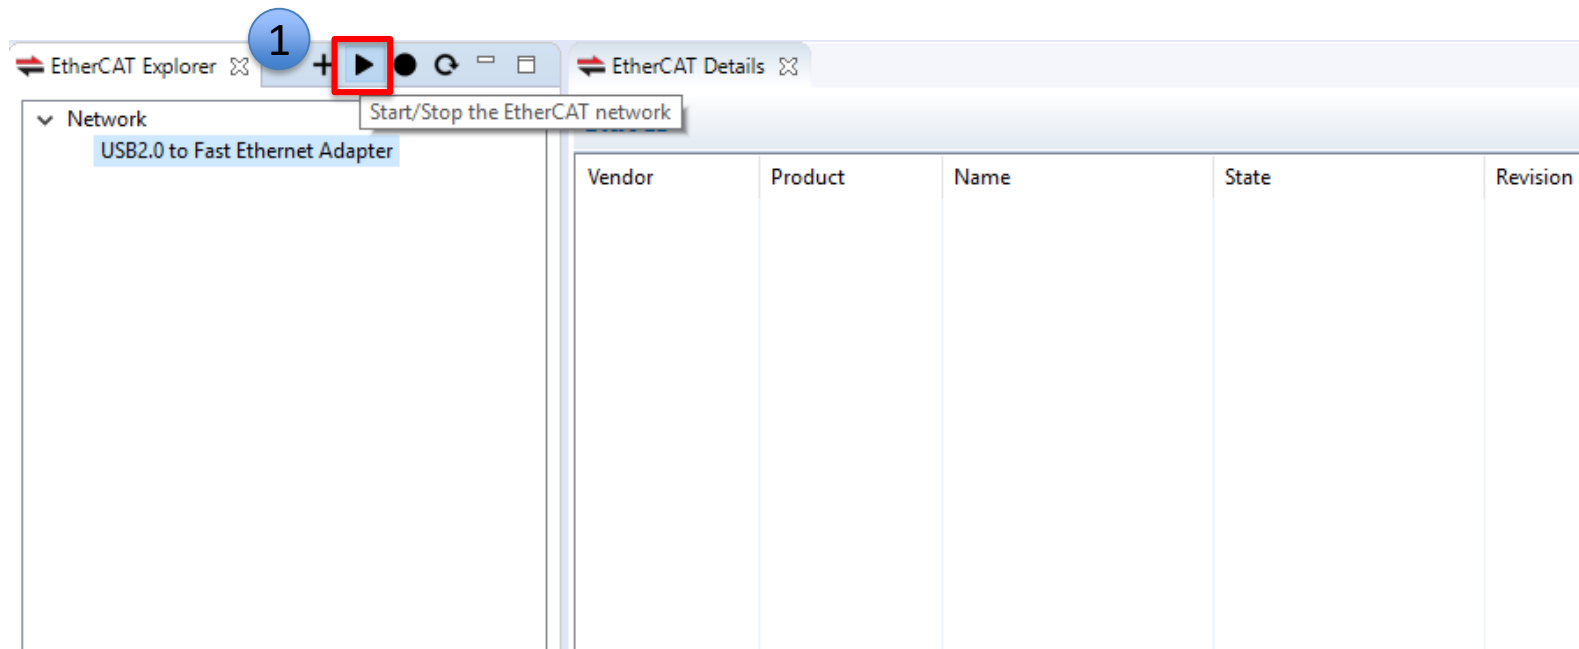 1
EtherCAT Explorer
EtherCAT Details
Start/Stop the EtherCAT network
Network
USB2.0 to Fast Ethernet Adapter
Vendor Product Name State Revision